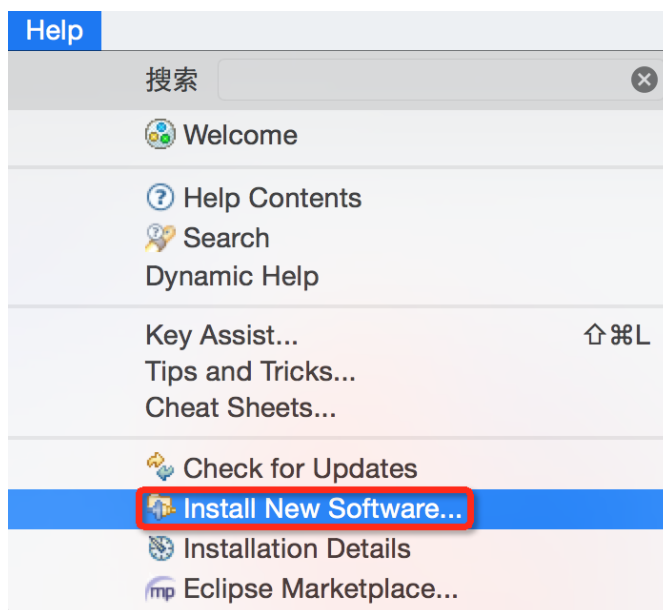 Help
搜索
Welcome
Help Contents
Search
Dynamic Help
Key Assist... ⇧⌘L
Tips and Tricks...
Cheat Sheets...
Check for Updates
Install New Software...
Installation Details
mp Eclipse Marketplace...